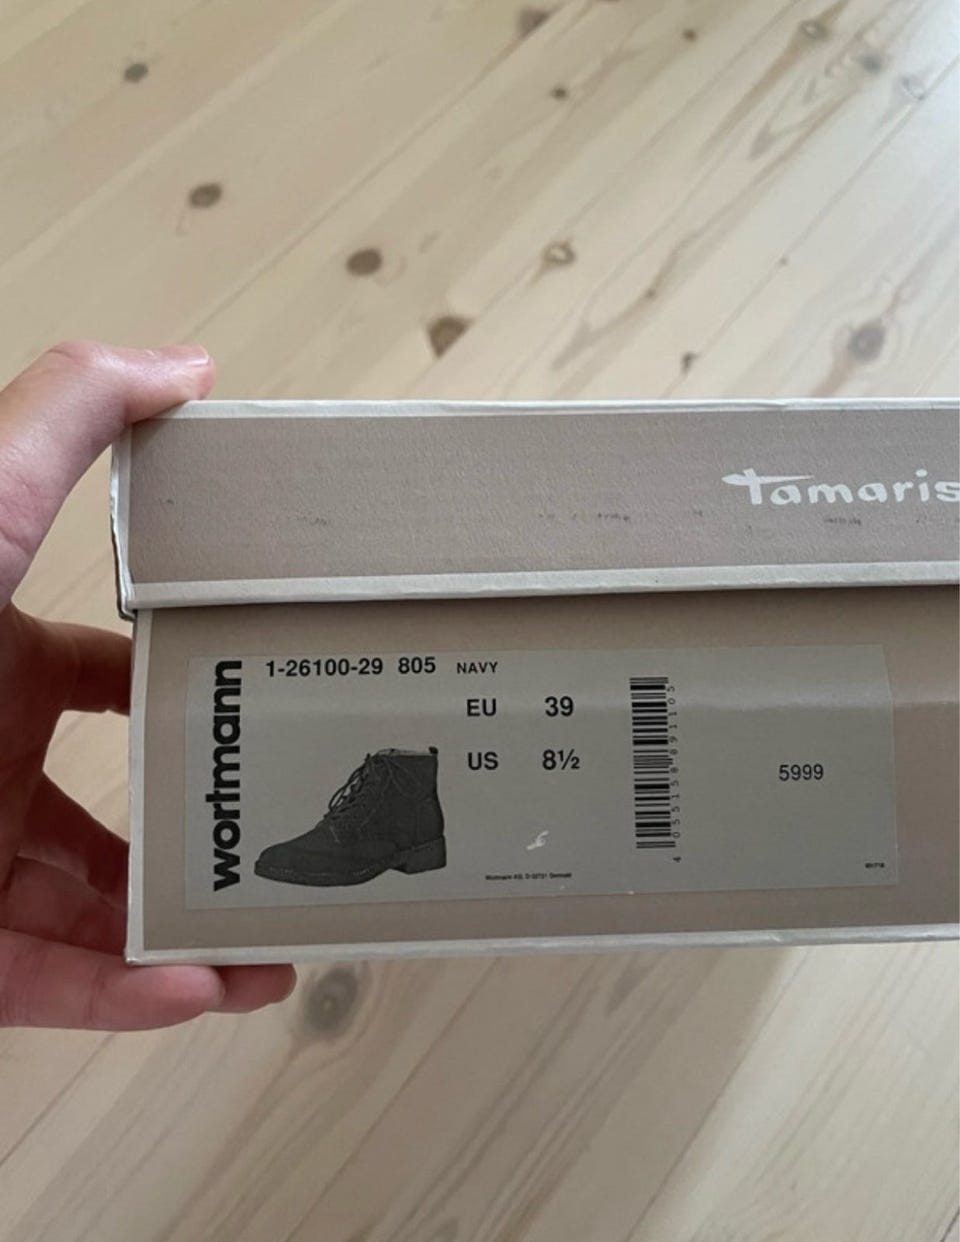 Tamaris
wortmann
1-26100-29 805 NAVY
EU 39
US 8½
5999